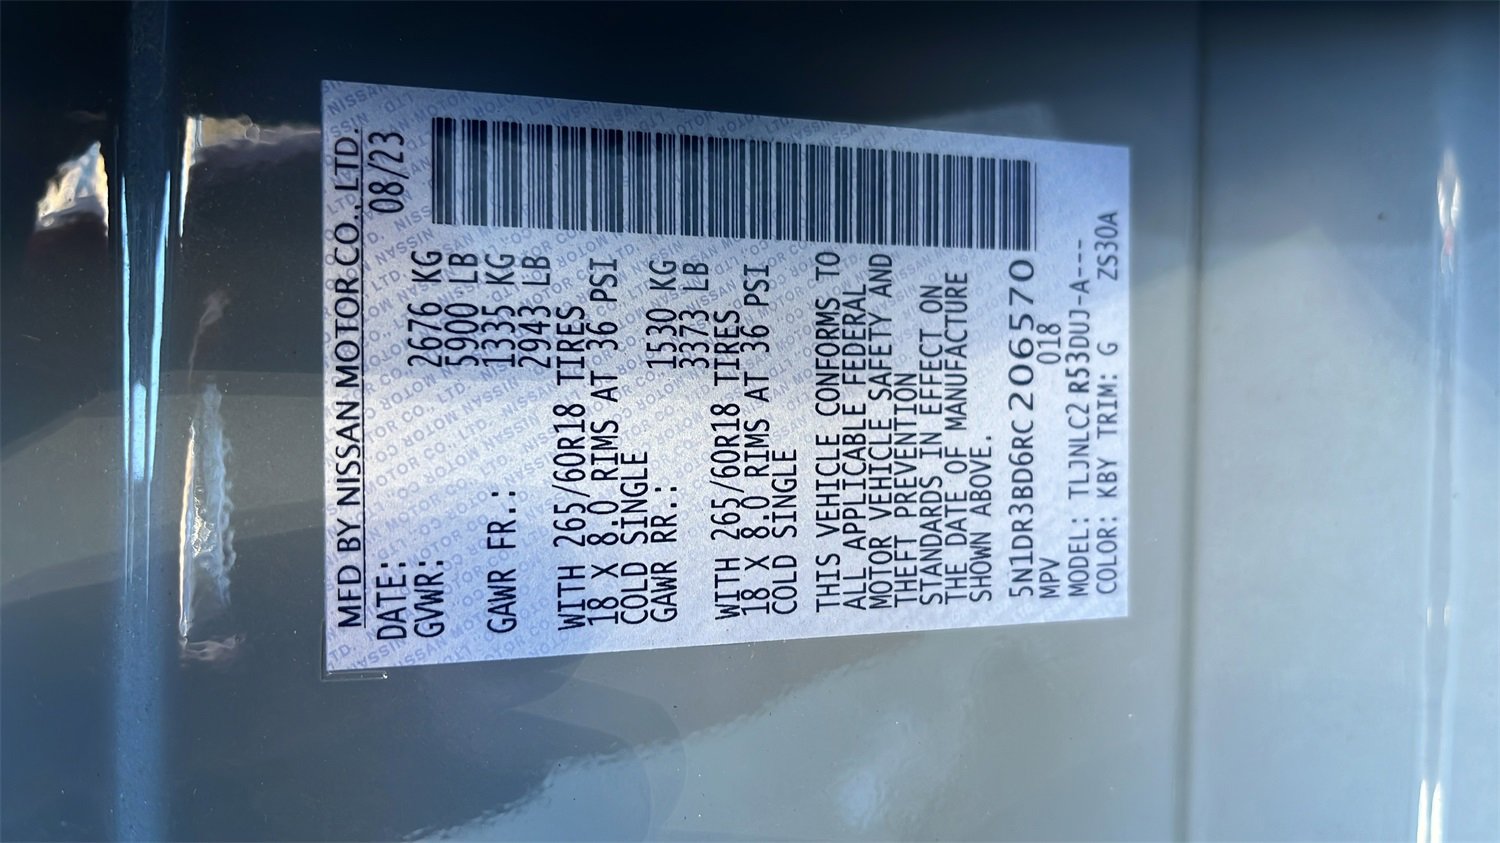 MFD BY NISSAN MOTOR CO., LTD.
DATE: 08/23
GVWR: 2676 KG
5900 LB
GAWR FR.: 1335 KG
2943 LB
WITH 265/60R18 TIRES
18 X 8.0 RIMS AT 36 PSI
COLD SINGLE
GAWR RR.: 1530 KG
3373 LB
WITH 265/60R18 TIRES
18 X 8.0 RIMS AT 36 PSI
COLD SINGLE
THIS VEHICLE CONFORMS TO
ALL APPLICABLE FEDERAL
MOTOR VEHICLE SAFETY AND
THEFT PREVENTION
STANDARDS IN EFFECT ON
THE DATE OF MANUFACTURE
SHOWN ABOVE.
5N1DR3BD6RC206570
MPV 018
MODEL: TLJNLC2 R53DUJ-A---
COLOR: KBY TRIM: G ZS30A